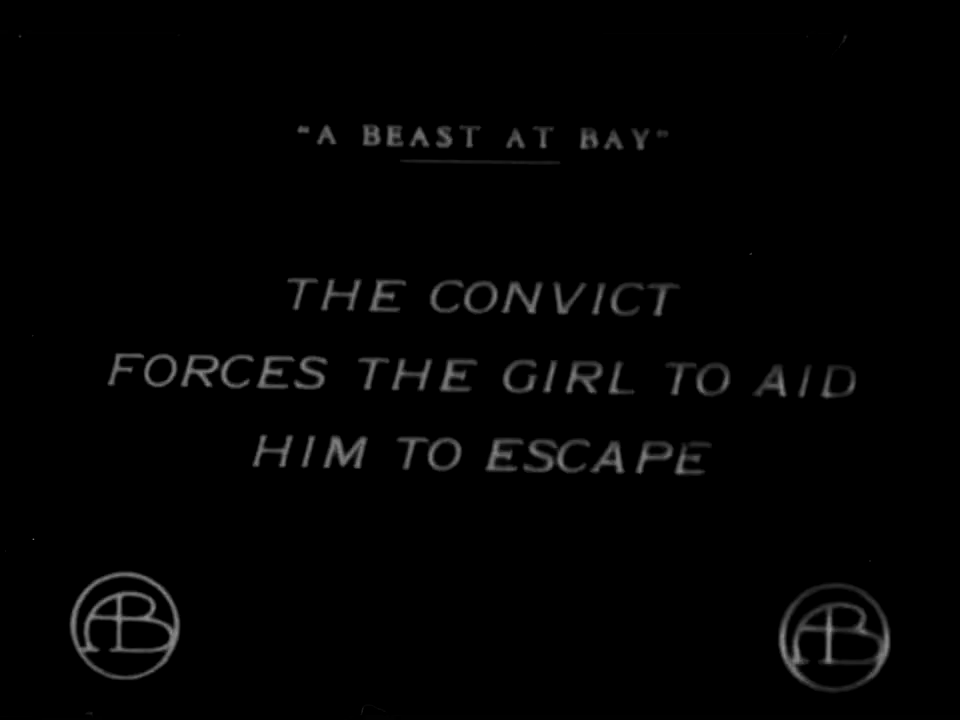 "A BEAST AT BAY"
THE CONVICT
FORCES THE GIRL TO AID
HIM TO ESCAPE
AB AB